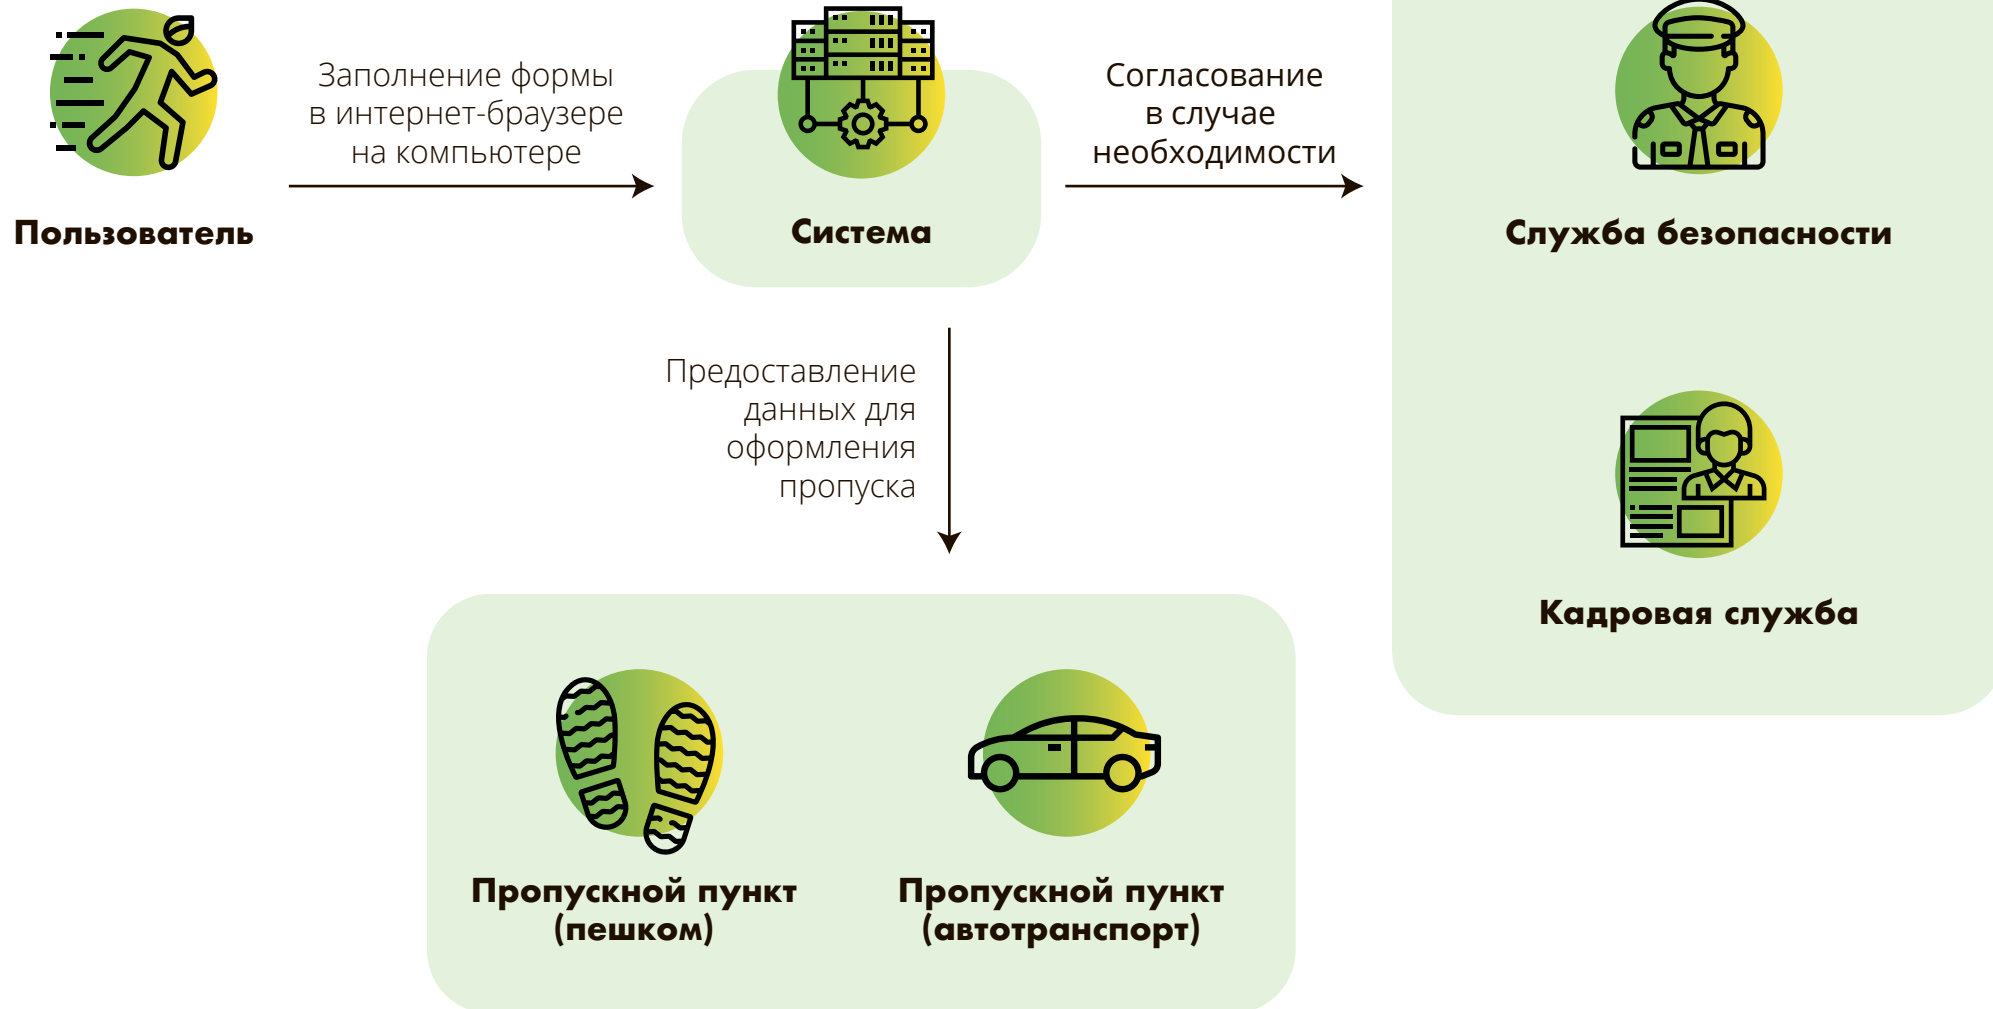 Заполнение формы
в интернет-браузере
на компьютере
Пользователь
Система
Согласование
в случае
необходимости
Служба безопасности
Предоставление
данных для
оформления
пропуска
Кадровая служба
Пропускной пункт
(пешком)
Пропускной пункт
(автотранспорт)